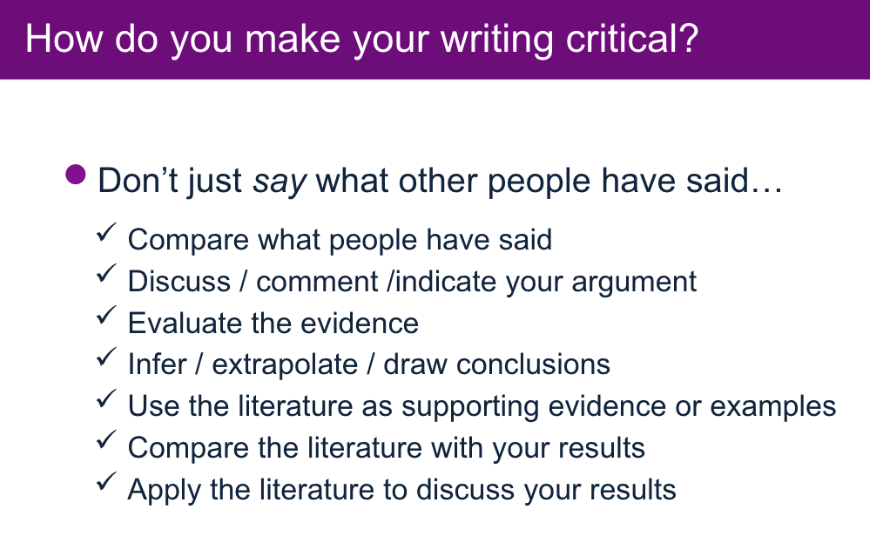 How do you make your writing critical?
Don't just say what other people have said…
Compare what people have said
Discuss / comment /indicate your argument
Evaluate the evidence
Infer / extrapolate / draw conclusions
Use the literature as supporting evidence or examples
Compare the literature with your results
Apply the literature to discuss your results